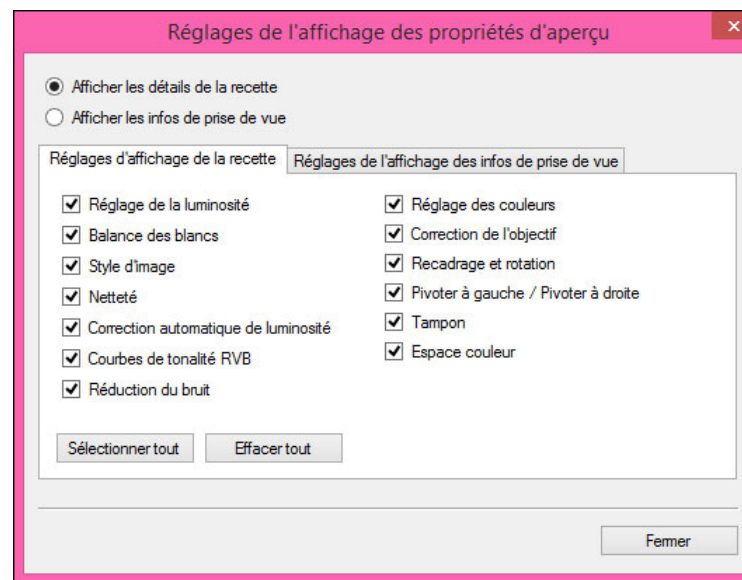 Réglages de l'affichage des propriétés d'aperçu
Afficher les détails de la recette
Afficher les infos de prise de vue
Réglages d'affichage de la recette
Réglages de l'affichage des infos de prise de vue
Réglage de la luminosité
Balance des blancs
Style d'image
Netteté
Correction automatique de luminosité
Courbes de tonalité RVB
Réduction du bruit
Réglage des couleurs
Correction de l'objectif
Recadrage et rotation
Pivoter à gauche / Pivoter à droite
Tampon
Espace couleur
Sélectionner tout
Effacer tout
Fermer